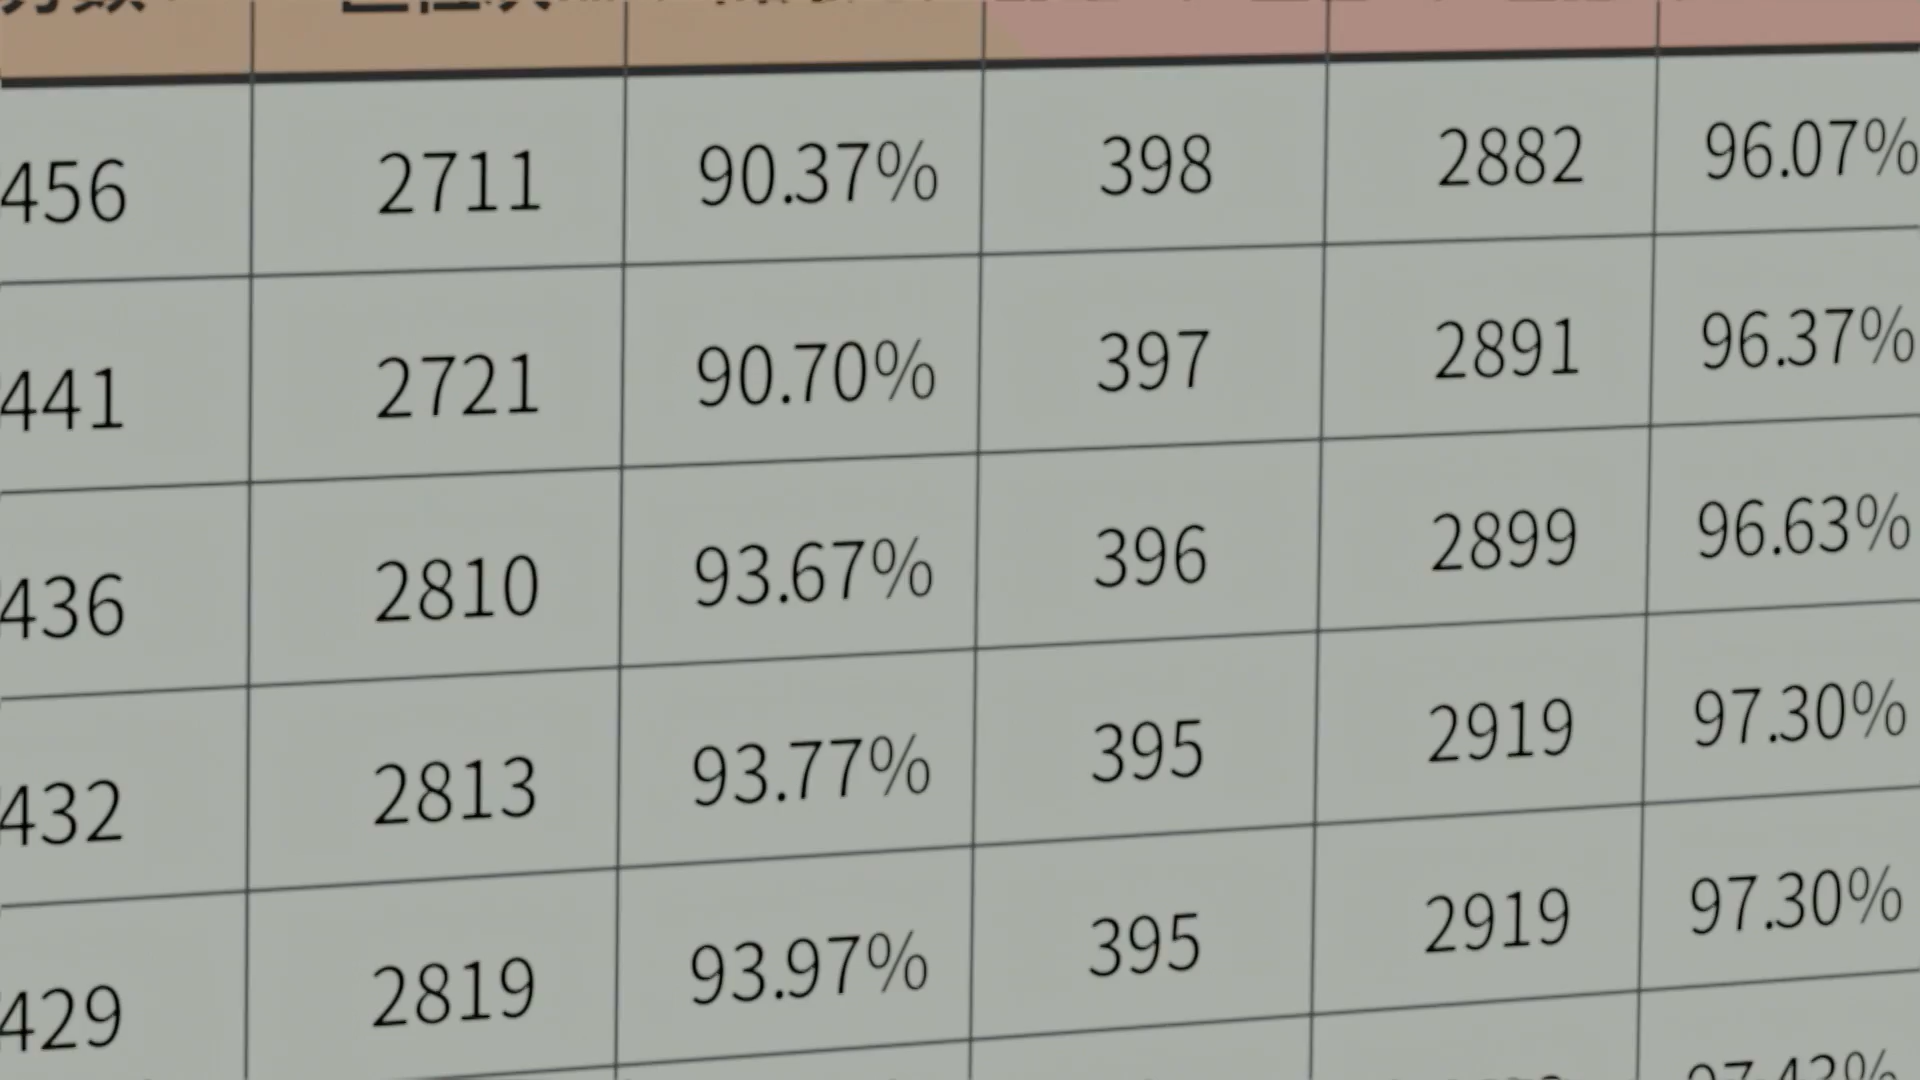 456 2711 90.37% 398 2882 96.07%
441 2721 90.70% 397 2891 96.37%
436 2810 93.67% 396 2899 96.63%
432 2813 93.77% 395 2919 97.30%
429 2819 93.97% 395 2919 97.30%